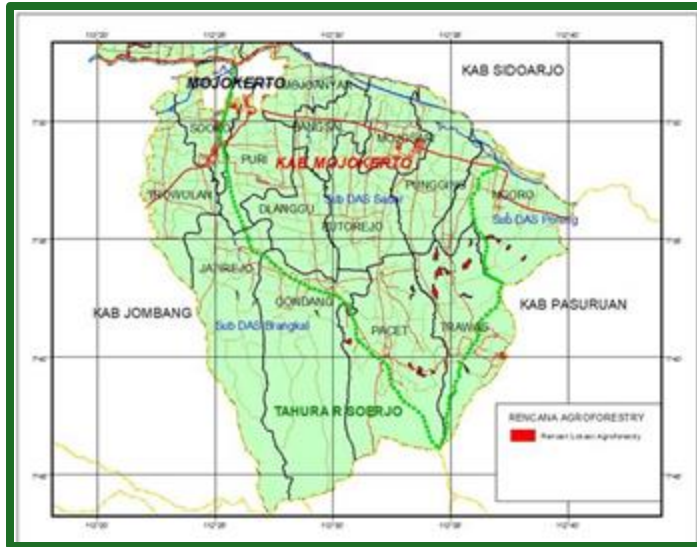 KAB SIDOARJO
MOJOKERTO
MOJOANYAR
SOOKO
BANGSAL
MOJOSARI
PURI
KAB MOJOKERTO
PUNGGING
TROWULAN
NGORO
DLANGGU
Sub DAS Sadar
Sub DAS Porong
KUTOREJO
JATIREJO
GONDANG
KAB JOMBANG
KAB PASURUAN
Sub DAS Brangkal
PACET
TRAWAS
TAHURA R SOERJO
RENCANA AGROFORESTRY
Rencana Lokasi Agroforestry